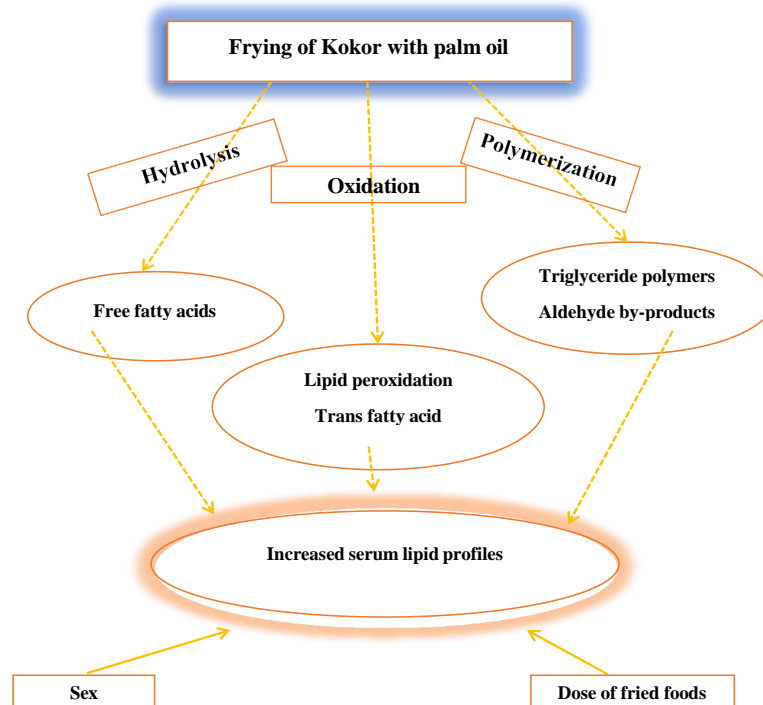 Frying of Kokor with palm oil
Hydrolysis
Oxidation
Polymerization
Free fatty acids
Triglyceride polymers
Aldehyde by-products
Lipid peroxidation
Trans fatty acid
Increased serum lipid profiles
Sex
Dose of fried foods